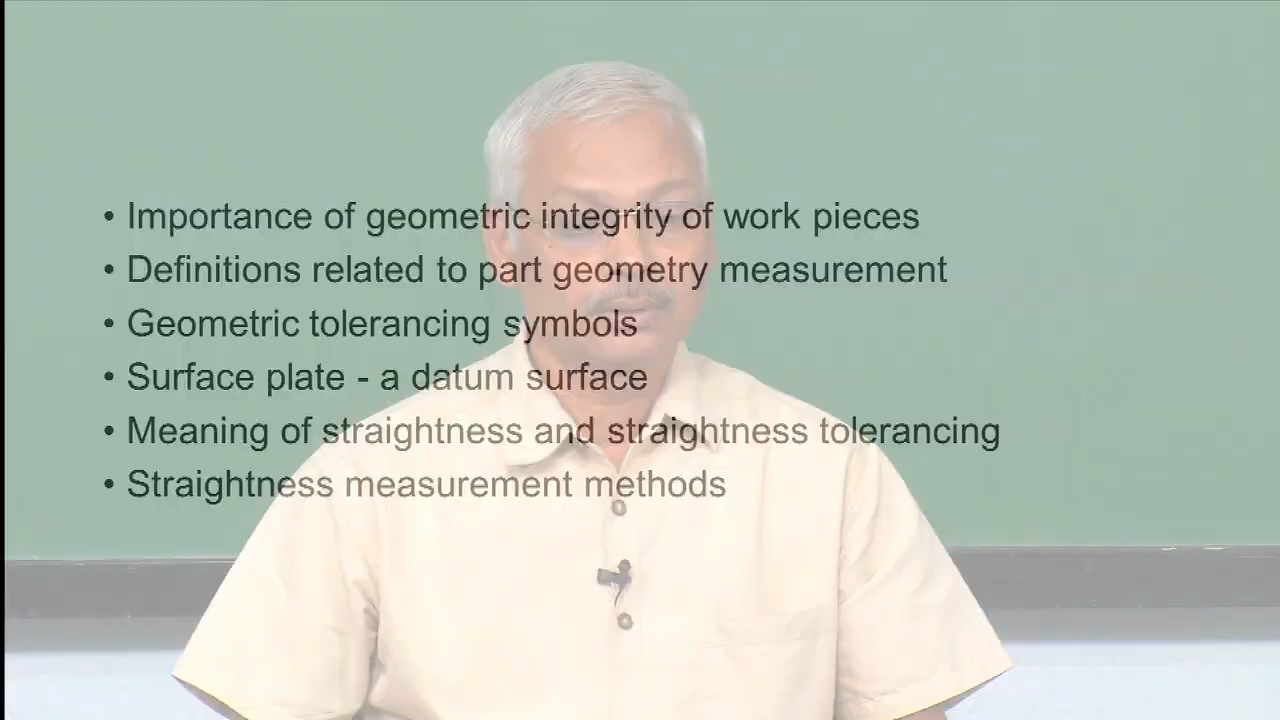 • Importance of geometric integrity of work pieces
• Definitions related to part geometry measurement
• Geometric tolerancing symbols
• Surface plate - a datum surface
• Meaning of straightness and straightness tolerancing
• Straightness measurement methods